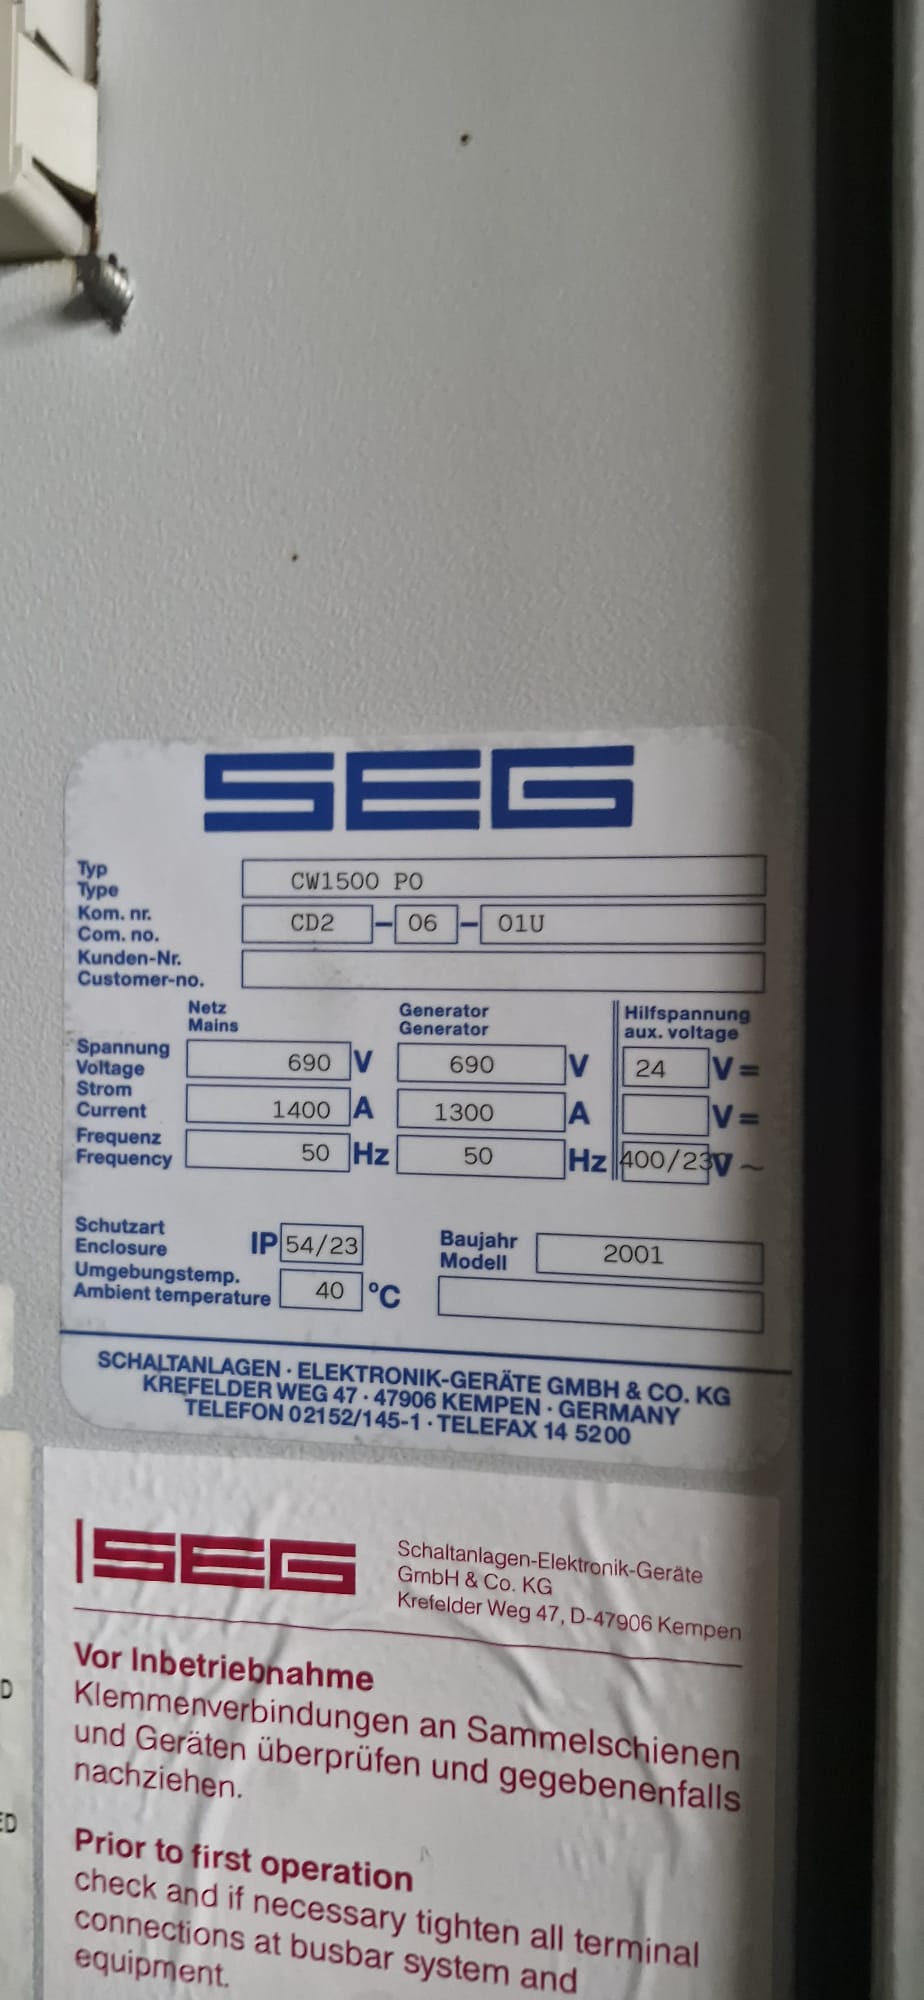 SEG
Typ
Type
CW1500 PO
Kom. nr.
Com. no.
CD2 – 06 – 01U
Kunden-Nr.
Customer-no.
Netz
Mains
Generator
Generator
Hilfspannung
aux. voltage
Spannung
Voltage
690 V 690 V 24 V=
Strom
Current
1400 A 1300 A V=
Frequenz
Frequency
50 Hz 50 Hz 400/23 V~
Schutzart
Enclosure
IP 54/23
Baujahr
Modell
2001
Umgebungstemp.
Ambient temperature
40 °C
SCHALTANLAGEN · ELEKTRONIK-GERÄTE GMBH & CO. KG
KREFELDER WEG 47 · 47906 KEMPEN · GERMANY
TELEFON 02152/145-1 · TELEFAX 14 5200
SEG
Schaltanlagen-Elektronik-Geräte
GmbH & Co. KG
Krefelder Weg 47, D-47906 Kempen
Vor Inbetriebnahme
Klemmenverbindungen an Sammelschienen
und Geräten überprüfen und gegebenenfalls
nachziehen.
Prior to first operation
check and if necessary tighten all terminal
connections at busbar system and
equipment.